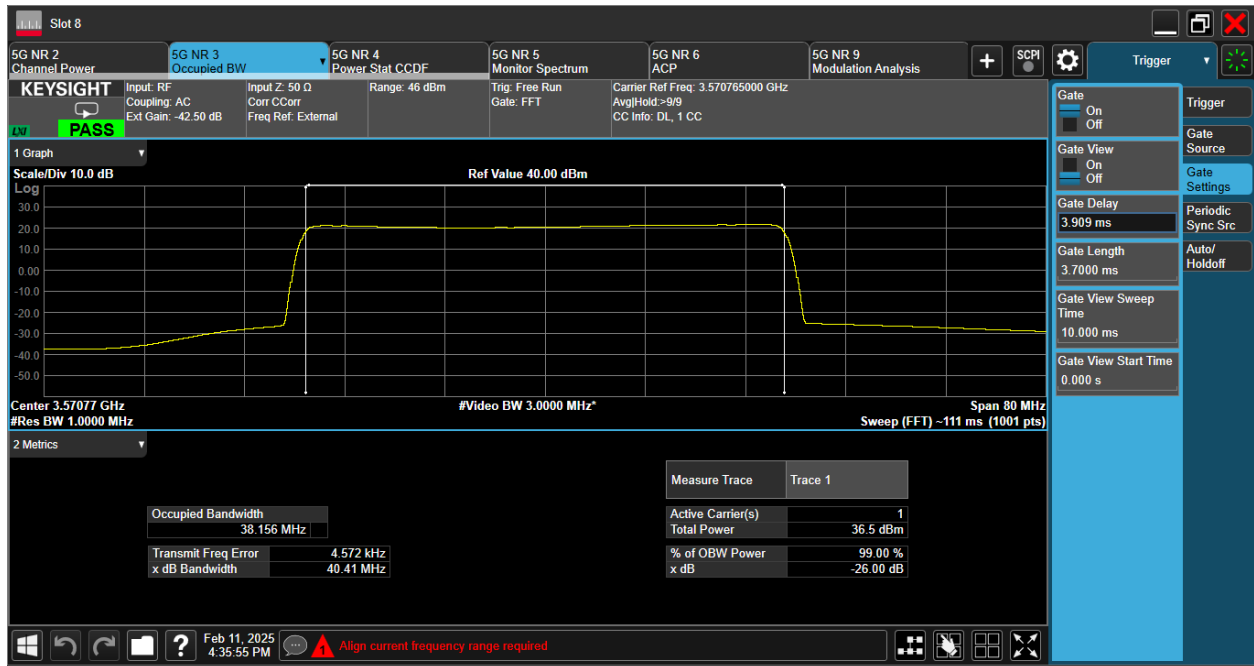 Slot 8
5G NR 2
Channel Power
5G NR 3
Occupied BW
5G NR 4
Power Stat CCDF
5G NR 5
Monitor Spectrum
5G NR 6
ACP
5G NR 9
Modulation Analysis
+
SCPI
Trigger
KEYSIGHT
LXI
PASS
Input: RF
Coupling: AC
Ext Gain: -42.50 dB
Input Z: 50 Ω
Corr CCorr
Freq Ref: External
Range: 46 dBm
Trig: Free Run
Gate: FFT
Carrier Ref Freq: 3.570765000 GHz
Avg|Hold:>9/9
CC Info: DL, 1 CC
1 Graph
Scale/Div 10.0 dB
Ref Value 40.00 dBm
Log
30.0
20.0
10.0
0.00
-10.0
-20.0
-30.0
-40.0
-50.0
Center 3.57077 GHz
#Video BW 3.0000 MHz*
Span 80 MHz
#Res BW 1.0000 MHz
Sweep (FFT) ~111 ms (1001 pts)
2 Metrics
Measure Trace
Trace 1
Occupied Bandwidth
38.156 MHz
Active Carrier(s)
1
Total Power
36.5 dBm
Transmit Freq Error
4.572 kHz
x dB Bandwidth
40.41 MHz
% of OBW Power
99.00 %
x dB
-26.00 dB
Gate
On
Off
Gate View
On
Off
Gate Delay
3.909 ms
Gate Length
3.7000 ms
Gate View Sweep
Time
10.000 ms
Gate View Start Time
0.000 s
Trigger
Gate
Source
Gate
Settings
Periodic
Sync Src
Auto/
Holdoff
?
Feb 11, 2025
4:35:55 PM
1
Align current frequency range required